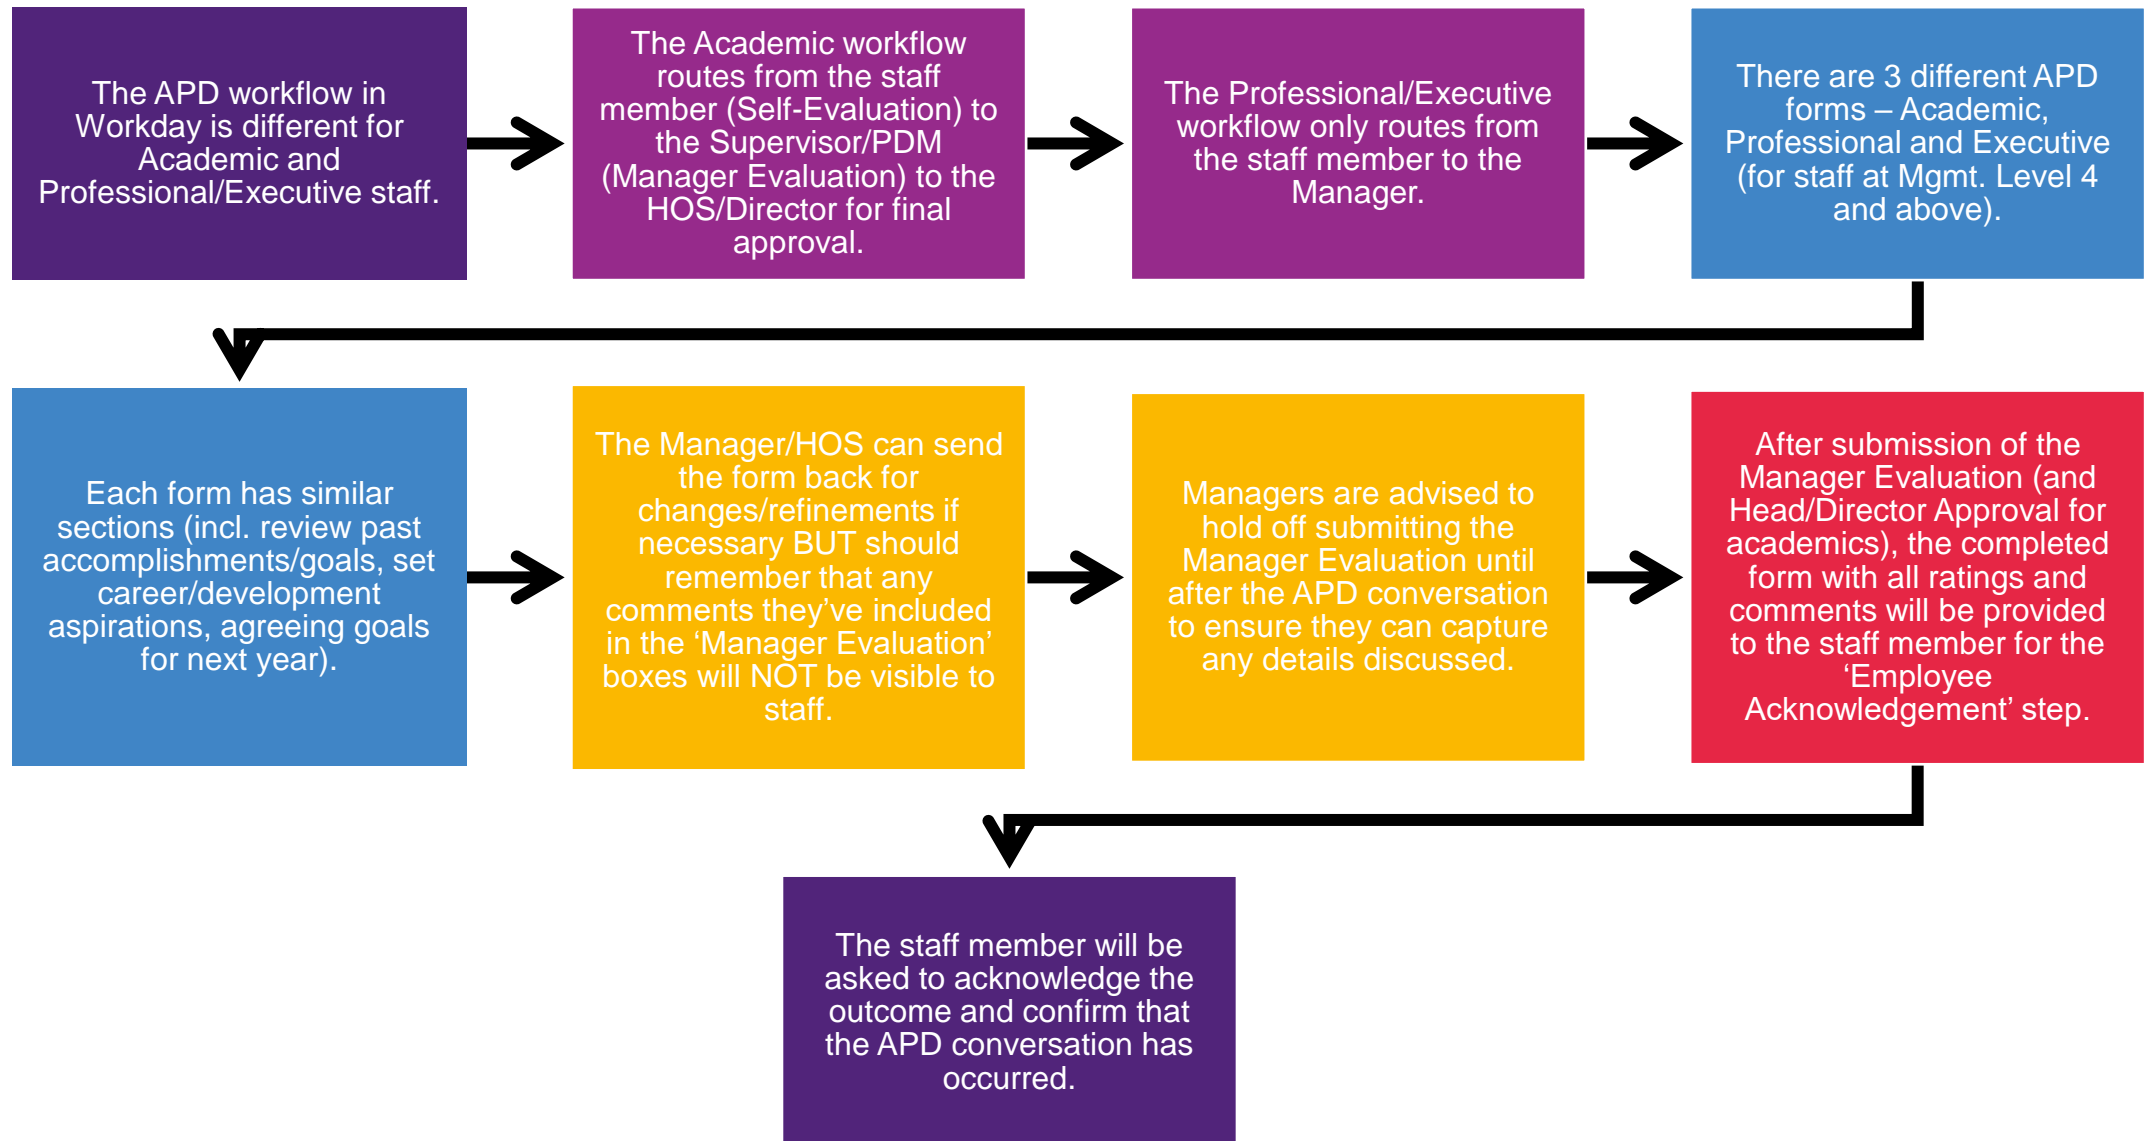 The APD workflow in
Workday is different for
Academic and
Professional/Executive staff.
The Academic workflow
routes from the staff
member (Self-Evaluation) to
the Supervisor/PDM
(Manager Evaluation) to the
HOS/Director for final
approval.
The Professional/Executive
workflow only routes from
the staff member to the
Manager.
There are 3 different APD
forms – Academic,
Professional and Executive
(for staff at Mgmt. Level 4
and above).
Each form has similar
sections (incl. review past
accomplishments/goals, set
career/development
aspirations, agreeing goals
for next year).
The Manager/HOS can send
the form back for
changes/refinements if
necessary BUT should
remember that any
comments they’ve included
in the ‘Manager Evaluation’
boxes will NOT be visible to
staff.
Managers are advised to
hold off submitting the
Manager Evaluation until
after the APD conversation
to ensure they can capture
any details discussed.
After submission of the
Manager Evaluation (and
Head/Director Approval for
academics), the completed
form with all ratings and
comments will be provided
to the staff member for the
‘Employee
Acknowledgement’ step.
The staff member will be
asked to acknowledge the
outcome and confirm that
the APD conversation has
occurred.